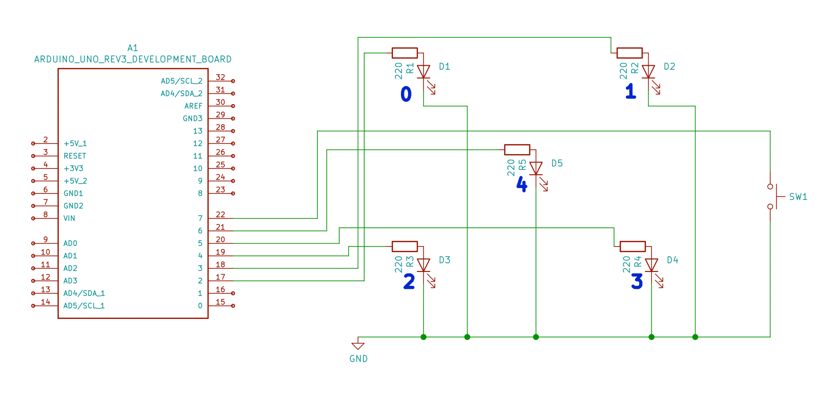 A1
ARDUINO_UNO_REV3_DEVELOPMENT_BOARD
2 +5V_1
3 RESET
4 +3V3
5 +5V_2
6 GND1
7 GND2
8 VIN
9 AD0
10 AD1
11 AD2
12 AD3
13 AD4/SDA_1
14 AD5/SCL_1
AD5/SCL_2 32
AD4/SDA_2 31
AREF 30
GND3 29
13 28
12 27
11 26
10 25
9 24
8 23
7 22
6 21
5 20
4 19
3 18
2 17
1 16
0 15
220
R1
D1
0
220
R2
D2
1
220
R5
D5
4
SW1
220
R3
D3
2
220
R4
D4
3
GND